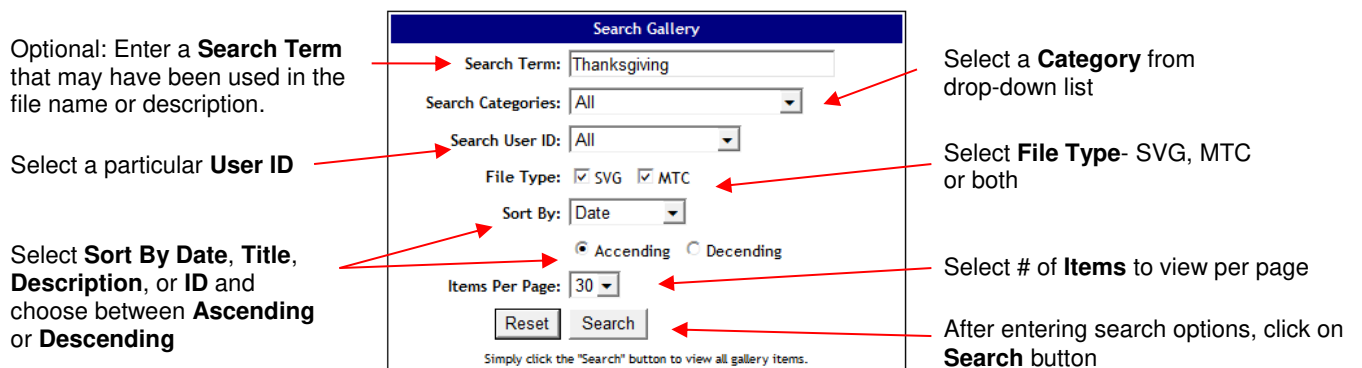 Optional: Enter a Search Term
that may have been used in the
file name or description.
Select a particular User ID
Select Sort By Date, Title,
Description, or ID and
choose between Ascending
or Descending
Search Gallery
Search Term: Thanksgiving
Search Categories: All
Search User ID: All
File Type: SVG MTC
Sort By: Date
Accending Decending
Items Per Page: 30
Reset Search
Simply click the "Search" button to view all gallery items.
Select a Category from
drop-down list
Select File Type- SVG, MTC
or both
Select # of Items to view per page
After entering search options, click on
Search button